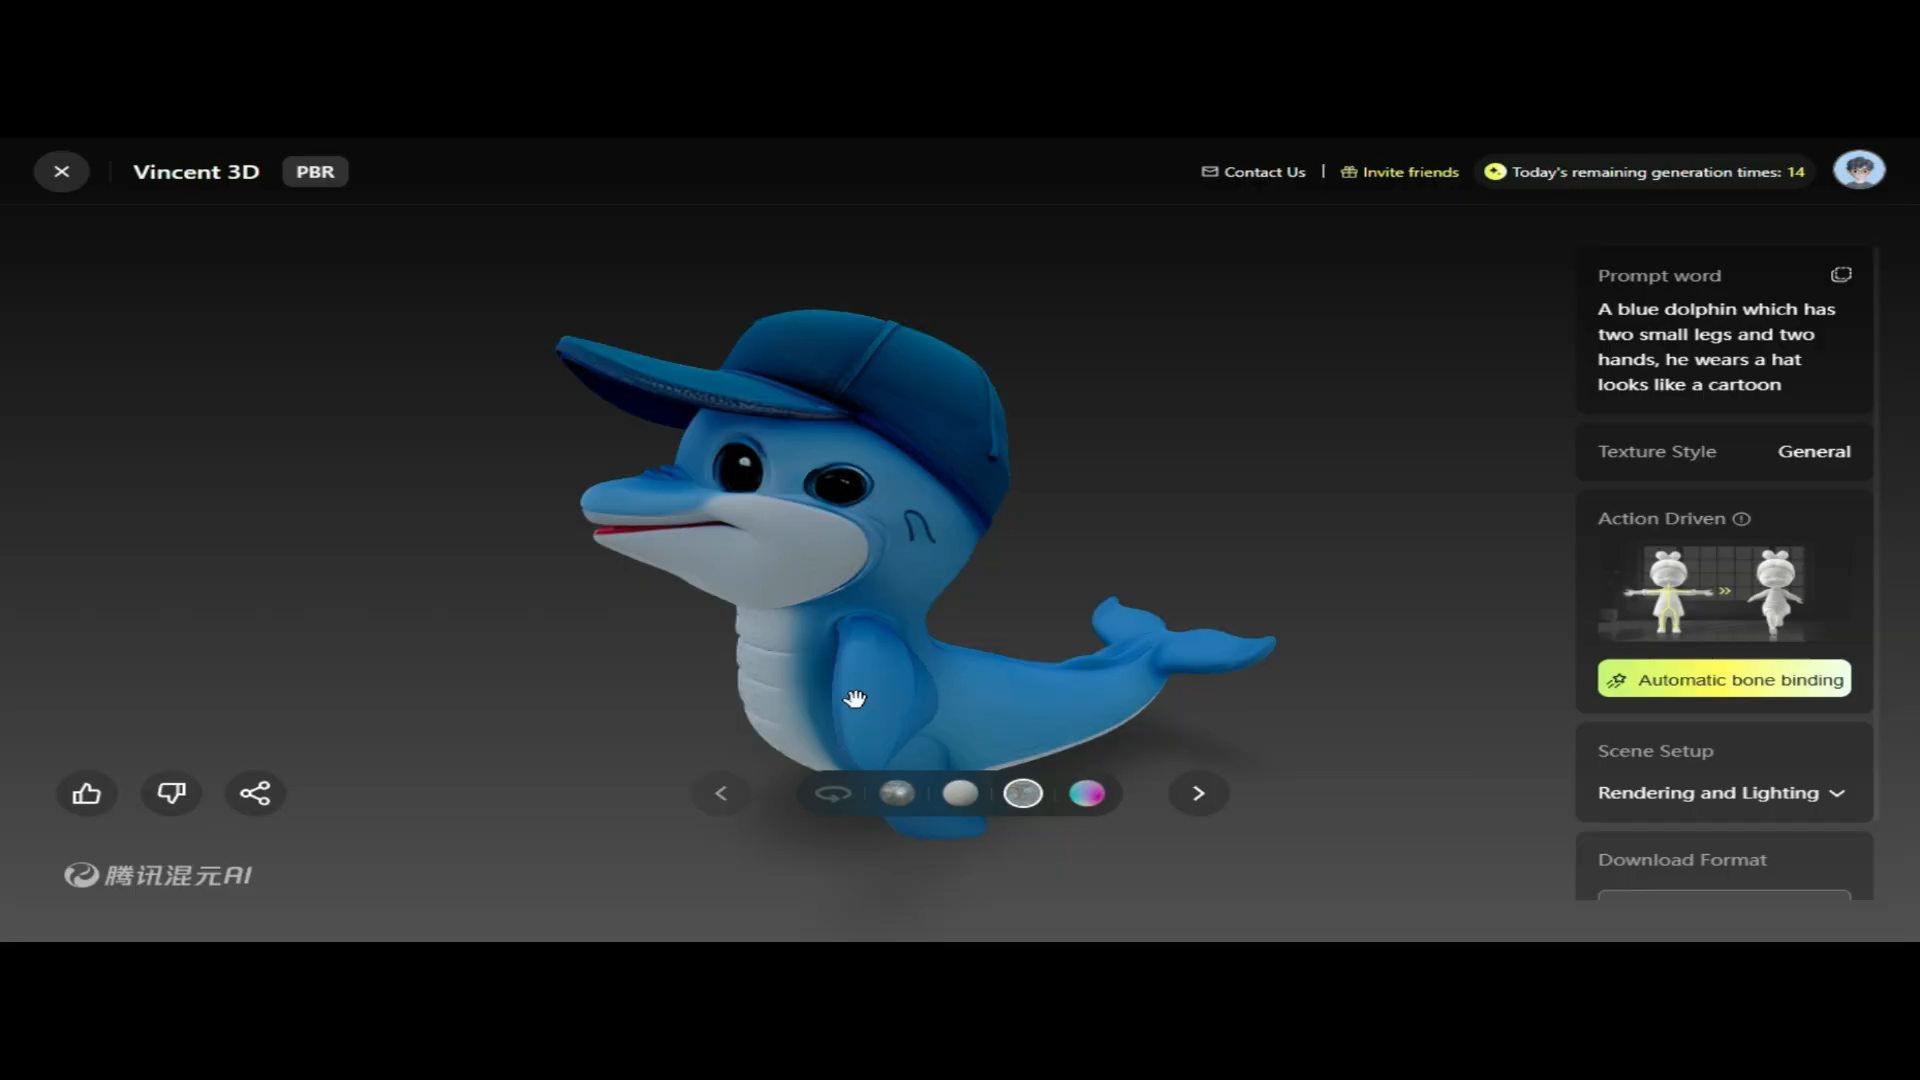 Vincent 3D
PBR
Contact Us
Invite friends
Today's remaining generation times: 14
Prompt word
A blue dolphin which has
two small legs and two
hands, he wears a hat
looks like a cartoon
Texture Style
General
Action Driven
Automatic bone binding
Scene Setup
Rendering and Lighting
Download Format
腾讯混元AI